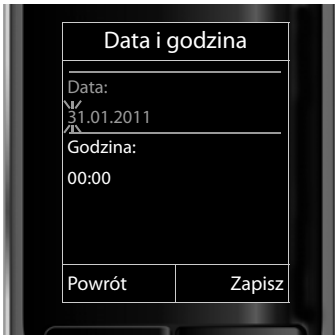 Data i godzina
Data:
31.01.2011
Godzina:
00:00
Powrót Zapisz